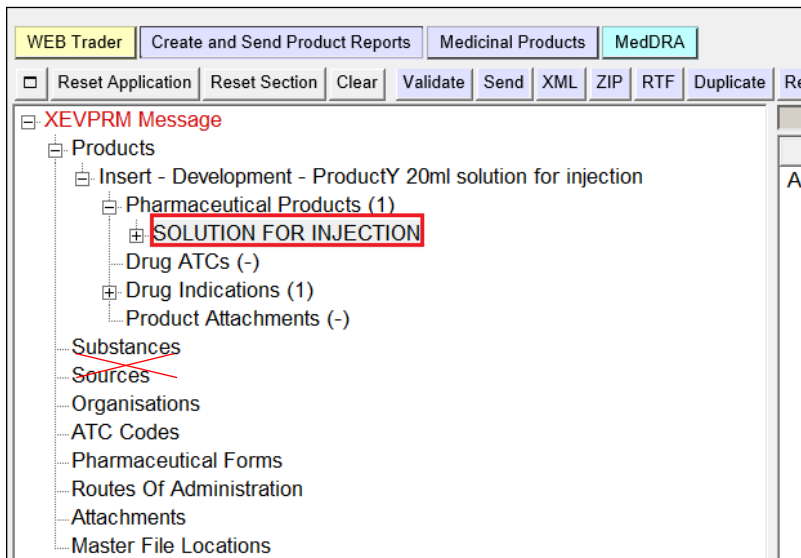 WEB Trader Create and Send Product Reports Medicinal Products MedDRA
Reset Application Reset Section Clear Validate Send XML ZIP RTF Duplicate Re
XEVPRM Message
Products
Insert - Development - ProductY 20ml solution for injection
Pharmaceutical Products (1)
SOLUTION FOR INJECTION
Drug ATCs (-)
Drug Indications (1)
Product Attachments (-)
Substances
Sources
Organisations
ATC Codes
Pharmaceutical Forms
Routes Of Administration
Attachments
Master File Locations
A